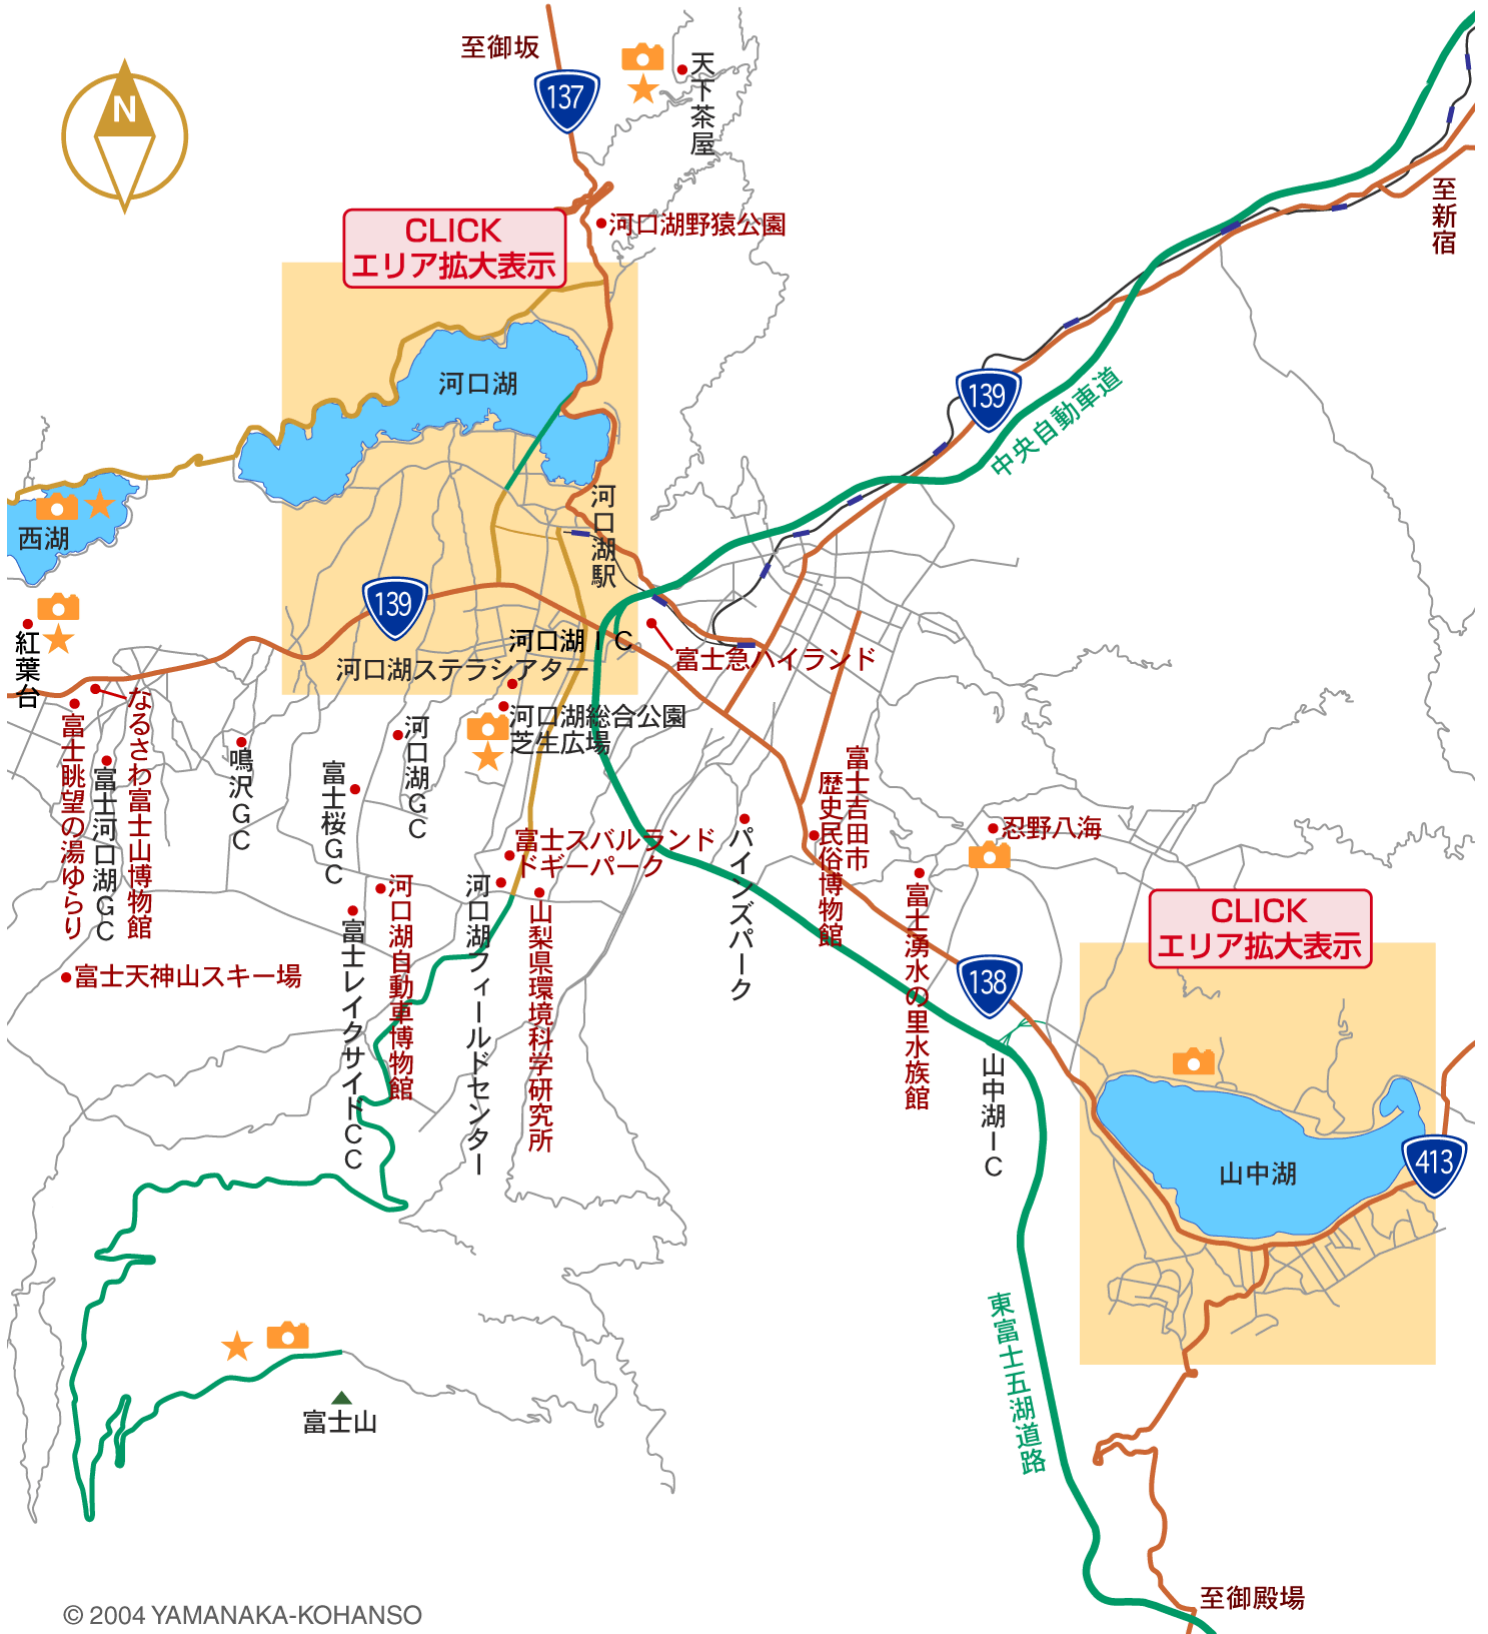 至御坂
137
天下茶屋
N
至新宿
CLICK
エリア拡大表示
河口湖野猿公園
河口湖
139
中央自動車道
西湖
河口湖駅
139
紅葉台
河口湖ＩＣ
河口湖ステラシアター
富士急ハイランド
河口湖総合公園
芝生広場
なるさわ富士山博物館
富士眺望の湯ゆらり
富士河口湖GC
鳴沢GC
富士桜GC
河口湖GC
富士スバルランド
ドギーパーク
パインズパーク
富士吉田市
歴史民俗博物館
忍野八海
富士湧水の里水族館
河口湖自動車博物館
富士レイクサイドCC
河口湖フィールドセンター
山梨県環境科学研究所
富士天神山スキー場
CLICK
エリア拡大表示
138
山中湖IC
413
山中湖
東富士五湖道路
富士山
至御殿場
© 2004 YAMANAKA-KOHANSO